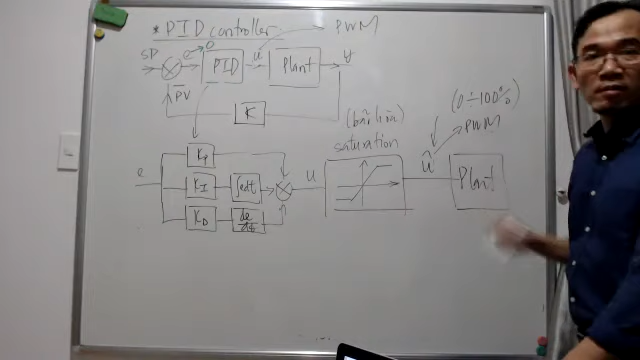 * PID controller
PWM
SP e → 0 PID u Plant y
PV
K
(0 ÷ 100%)
(bão hòa)
saturation
PWM
e Kp u û Plant
KI ∫edt
KD de/dt